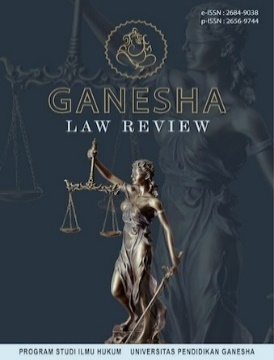 e-ISSN : 2684-9038
p-ISSN : 2656-9744
GANESHA
LAW REVIEW
PROGRAM STUDI ILMU HUKUM UNIVERSITAS PENDIDIKAN GANESHA